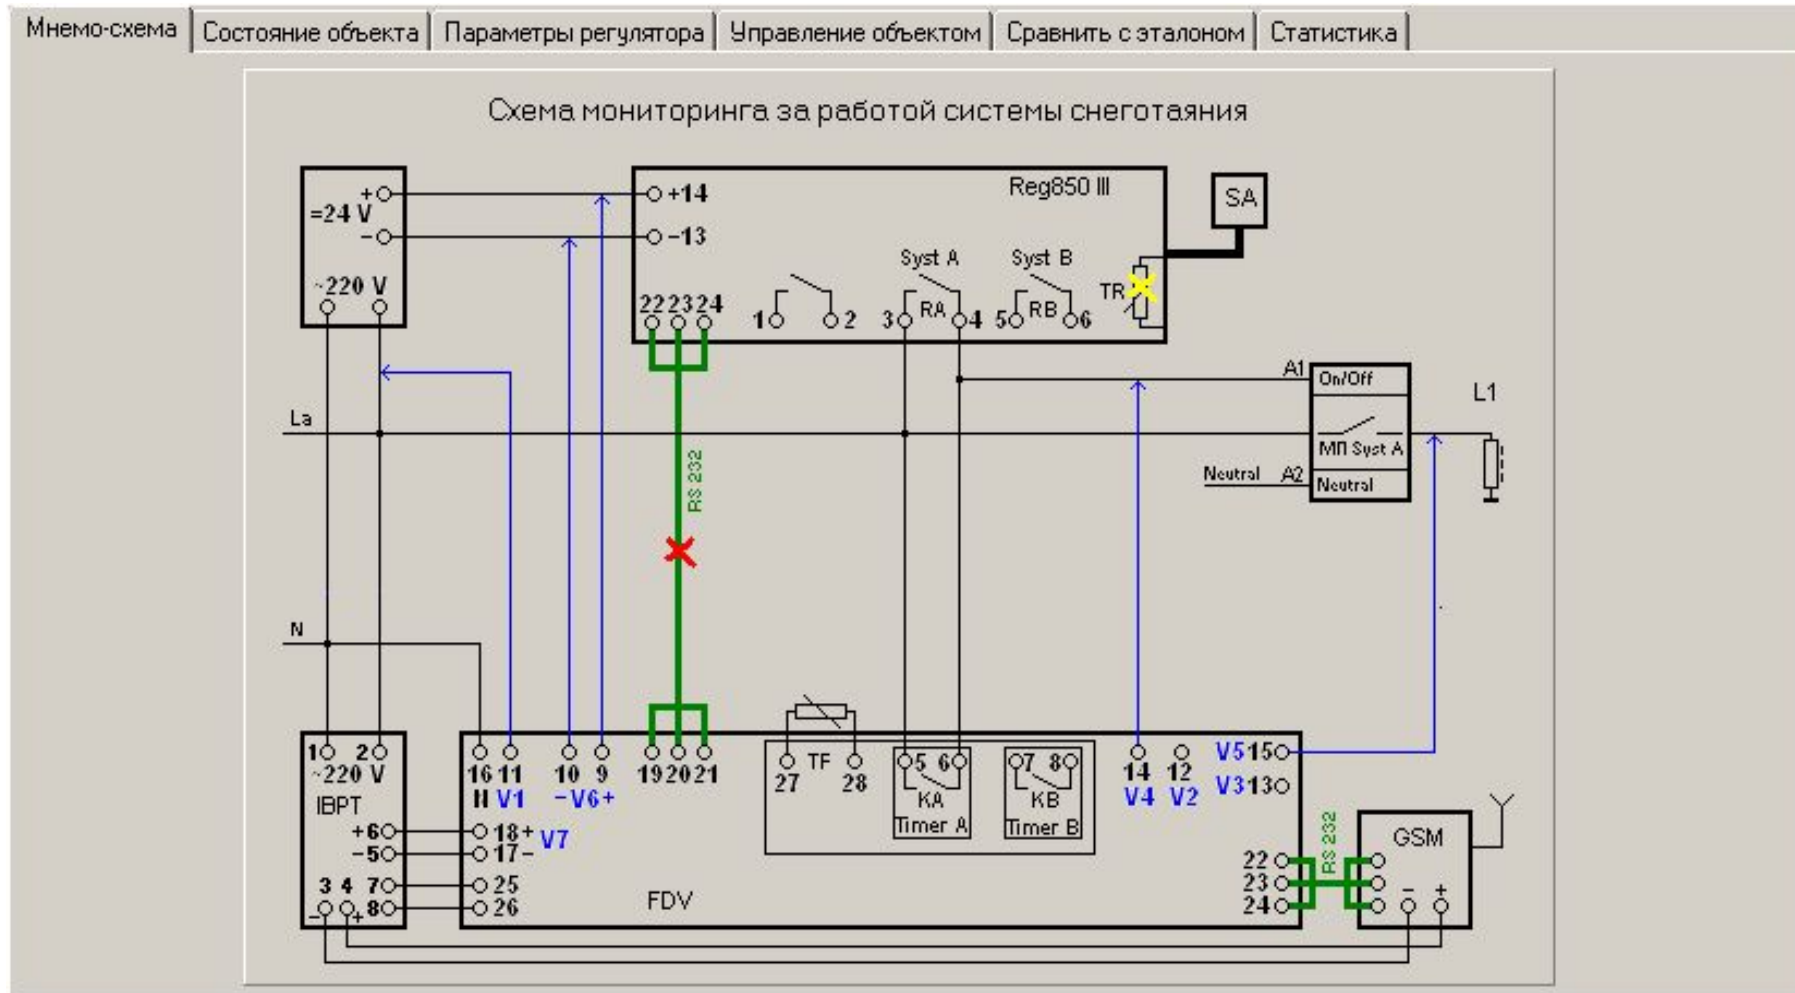 Мнемо-схема Состояние объекта Параметры регулятора Управление объектом Сравнить с эталоном Статистика
Схема мониторинга за работой системы снеготаяния
+
=24 V
−
~220 V
+14
−13
Reg850 III
SA
Syst A
Syst B
TR
22 23 24
1 2
3 RA 4
5 RB 6
A1
On/Off
L1
La
МП Syst A
Neutral A2
Neutral
RS 232
N
1 2
~220 V
IBPT
+6
−5
3 4 7
− + 8
16 11
N V1
10 9
−V6+
19 20 21
27 TF 28
5 6
KA
Timer A
7 8
KB
Timer B
14 12
V4 V2
V5 15
V3 13
18+ V7
17−
25
26
FDV
22
23
24
RS 232
GSM
− +